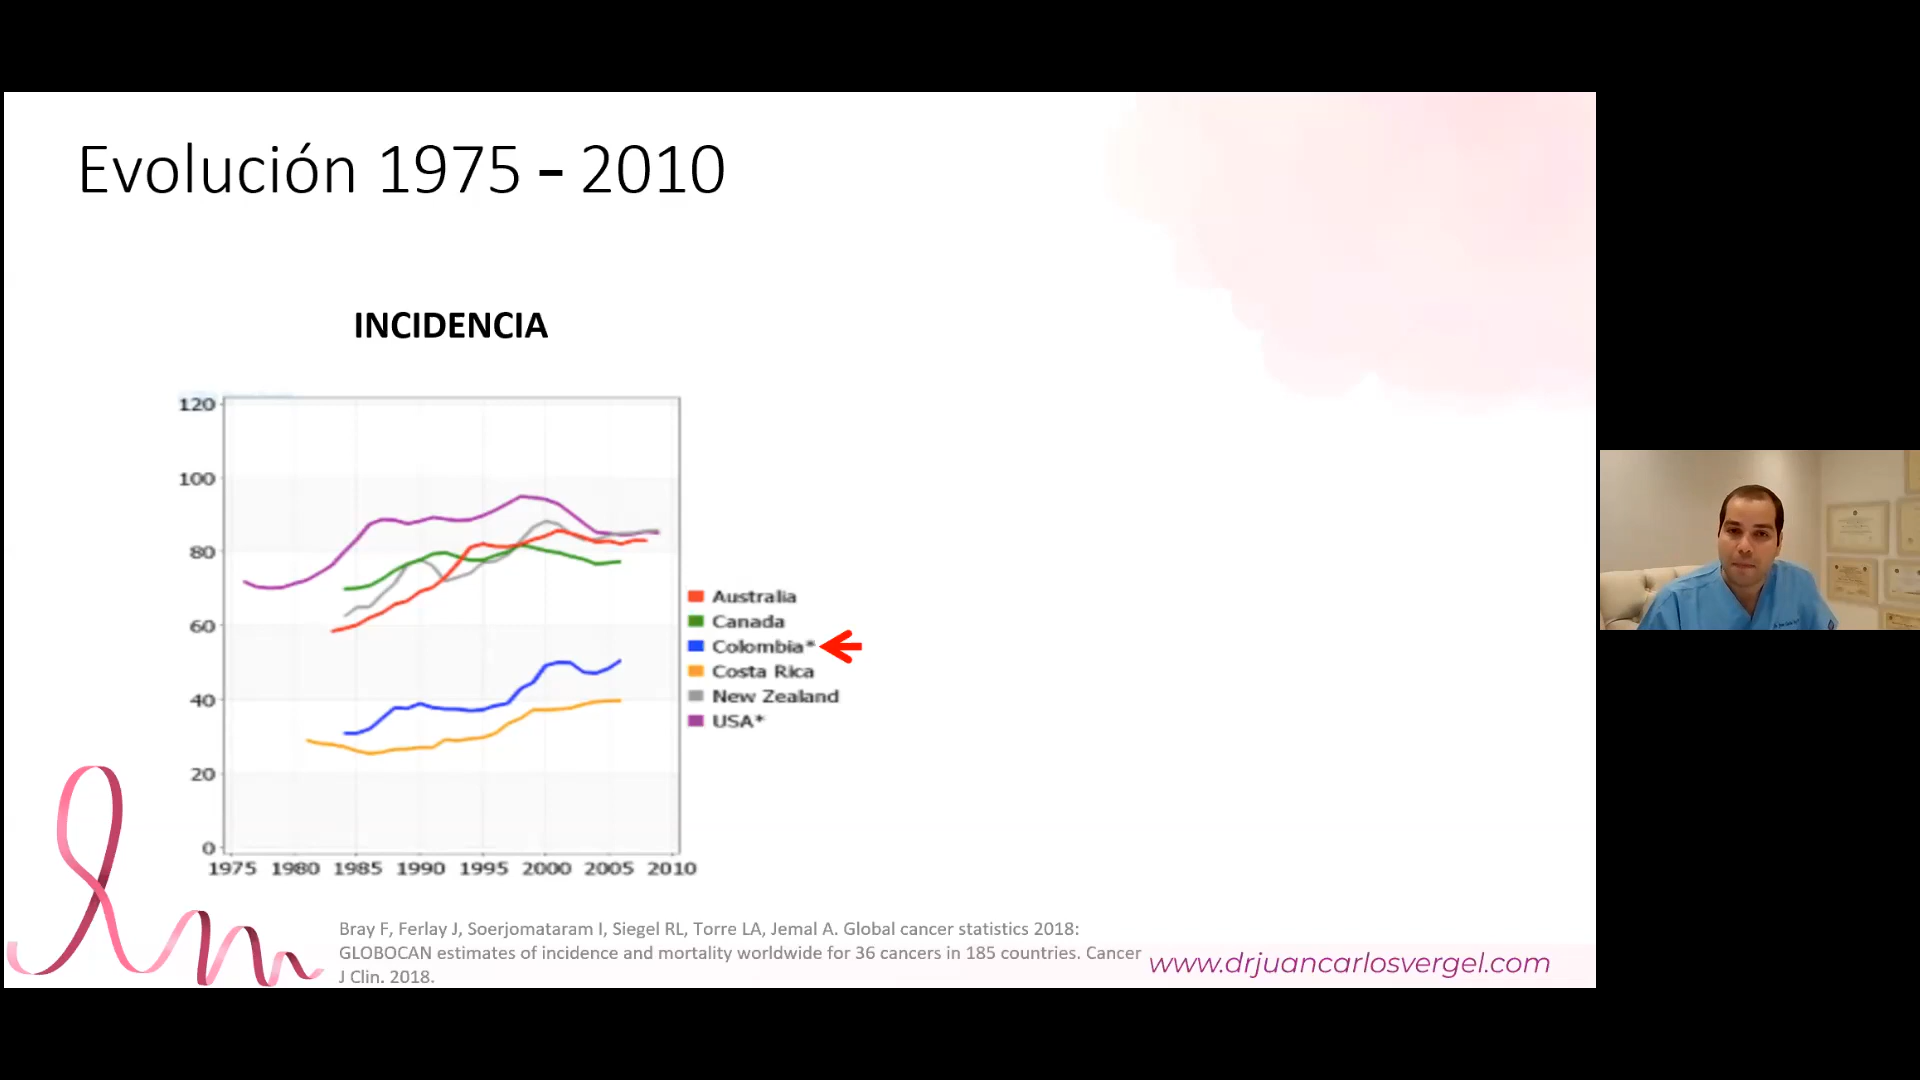 Evolución 1975 - 2010
INCIDENCIA
120
100
80
60
40
20
0
1975 1980 1985 1990 1995 2000 2005 2010
Australia
Canada
Colombia*
Costa Rica
New Zealand
USA*
Bray F, Ferlay J, Soerjomataram I, Siegel RL, Torre LA, Jemal A. Global cancer statistics 2018:
GLOBOCAN estimates of incidence and mortality worldwide for 36 cancers in 185 countries. Cancer
J Clin. 2018.
www.drjuancarlosvergel.com